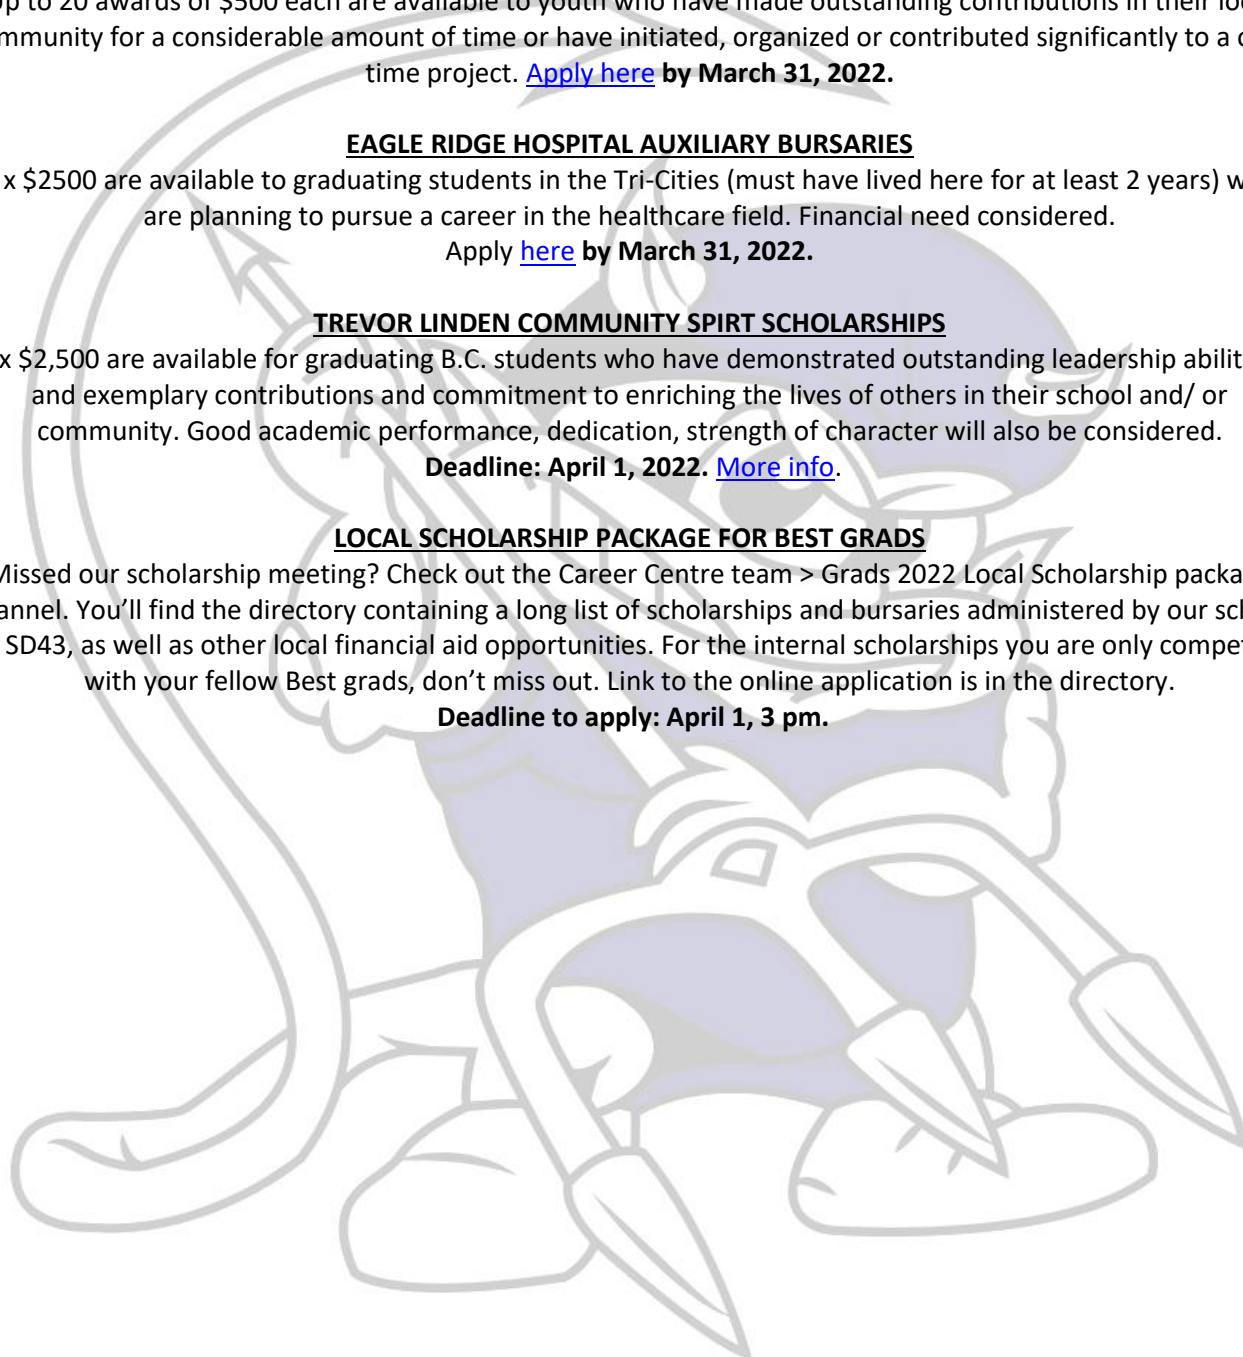 up to 20 awards of $500 each are available to youth who have made outstanding contributions in their
community for a considerable amount of time or have initiated, organized or contributed significantly to a
time project. Apply here by March 31, 2022.
EAGLE RIDGE HOSPITAL AUXILIARY BURSARIES
x $2500 are available to graduating students in the Tri-Cities (must have lived here for at least 2 years)
are planning to pursue a career in the healthcare field. Financial need considered.
Apply here by March 31, 2022.
TREVOR LINDEN COMMUNITY SPIRT SCHOLARSHIPS
x $2,500 are available for graduating B.C. students who have demonstrated outstanding leadership
and exemplary contributions and commitment to enriching the lives of others in their school and/ or
community. Good academic performance, dedication, strength of character will also be considered.
Deadline: April 1, 2022. More info.
LOCAL SCHOLARSHIP PACKAGE FOR BEST GRADS
Missed our scholarship meeting? Check out the Career Centre team > Grads 2022 Local Scholarship
You'll find the directory containing a long list of scholarships and bursaries administered by our
SD43, as well as other local financial aid opportunities. For the internal scholarships you are only
with your fellow Best grads, don't miss out. Link to the online application is in the directory.
Deadline to apply: April 1, 3 pm.